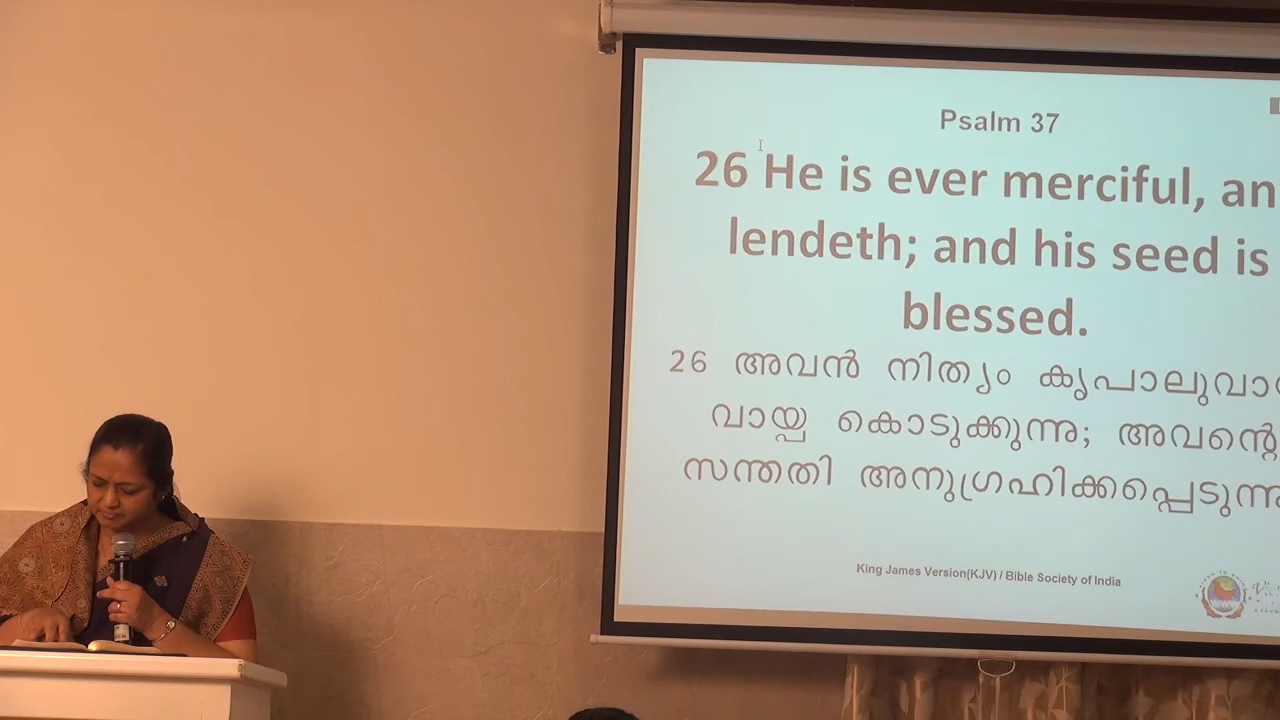 Psalm 37
26 He is ever merciful, an
lendeth; and his seed is
blessed.
26 അവൻ നിത്യം കൃപാലുവാ
വായ്പ കൊടുക്കുന്നു; അവന്റെ
സന്തതി അനുഗ്രഹിക്കപ്പെടുന്നു
King James Version(KJV) / Bible Society of India